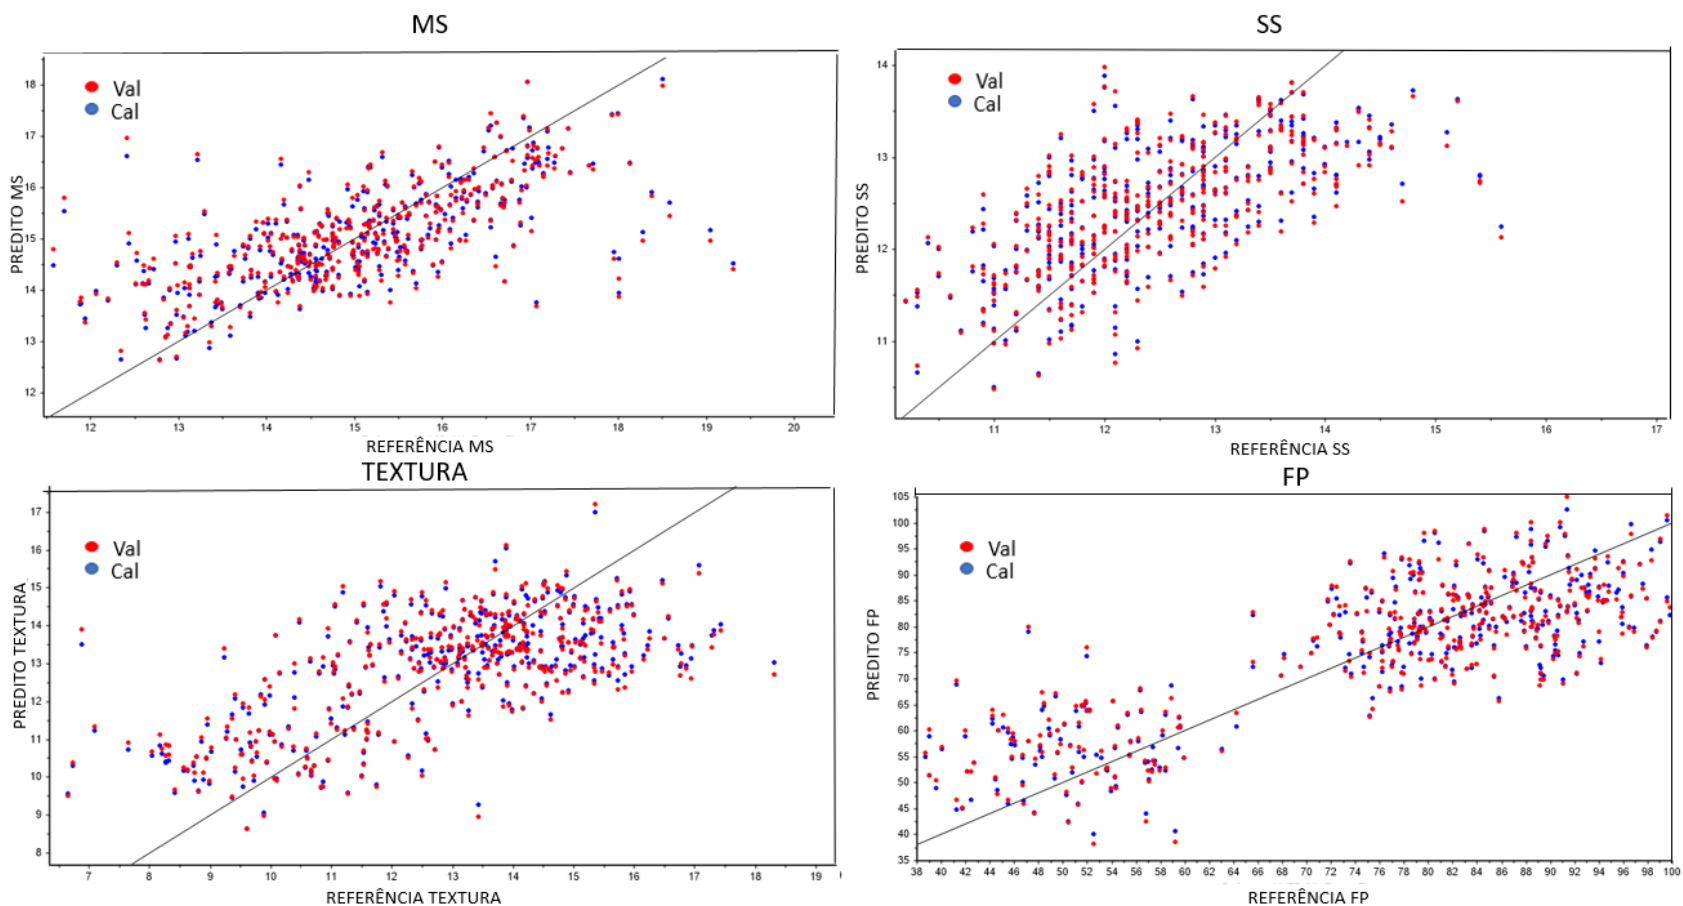 MS
Val
Cal
PREDITO MS
18
17
16
15
14
13
12
12 13 14 15 16 17 18 19 20
REFERÊNCIA MS
SS
Val
Cal
PREDITO SS
14
13
12
11
11 12 13 14 15 16 17
REFERÊNCIA SS
TEXTURA
Val
Cal
PREDITO TEXTURA
17
16
15
14
13
12
11
10
9
8
7 8 9 10 11 12 13 14 15 16 17 18 19
REFERÊNCIA TEXTURA
FP
Val
Cal
PREDITO FP
105
100
95
90
85
80
75
70
65
60
55
50
45
40
35
38 40 42 44 46 48 50 52 54 56 58 60 62 64 66 68 70 72 74 76 78 80 82 84 86 88 90 92 94 96 98 100
REFERÊNCIA FP